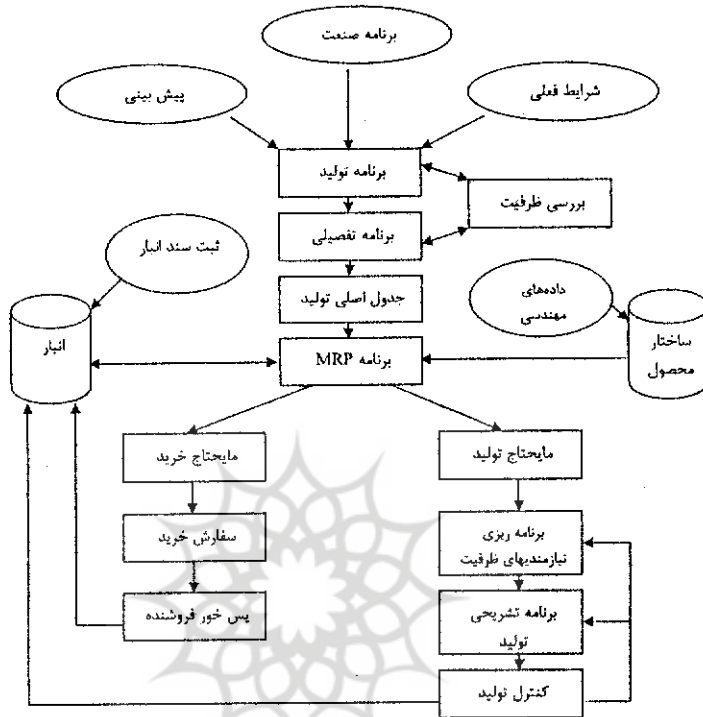 برنامه صنعت
پیش بینی
شرایط فعلی
برنامه تولید
بررسی ظرفیت
برنامه تفصیلی
ثبت سند انبار
جدول اصلی تولید
داده‌های
مهندسی
انبار
ساختار
محصول
برنامه MRP
مایحتاج خرید
مایحتاج تولید
سفارش خرید
برنامه ریزی
نیازمندیهای ظرفیت
پس خور فروشنده
برنامه تشریحی
تولید
کنترل تولید